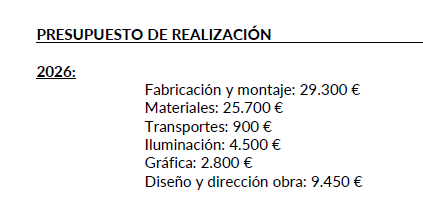 PRESUPUESTO DE REALIZACIÓN
2026:
Fabricación y montaje: 29.300 €
Materiales: 25.700 €
Transportes: 900 €
Iluminación: 4.500 €
Gráfica: 2.800 €
Diseño y dirección obra: 9.450 €